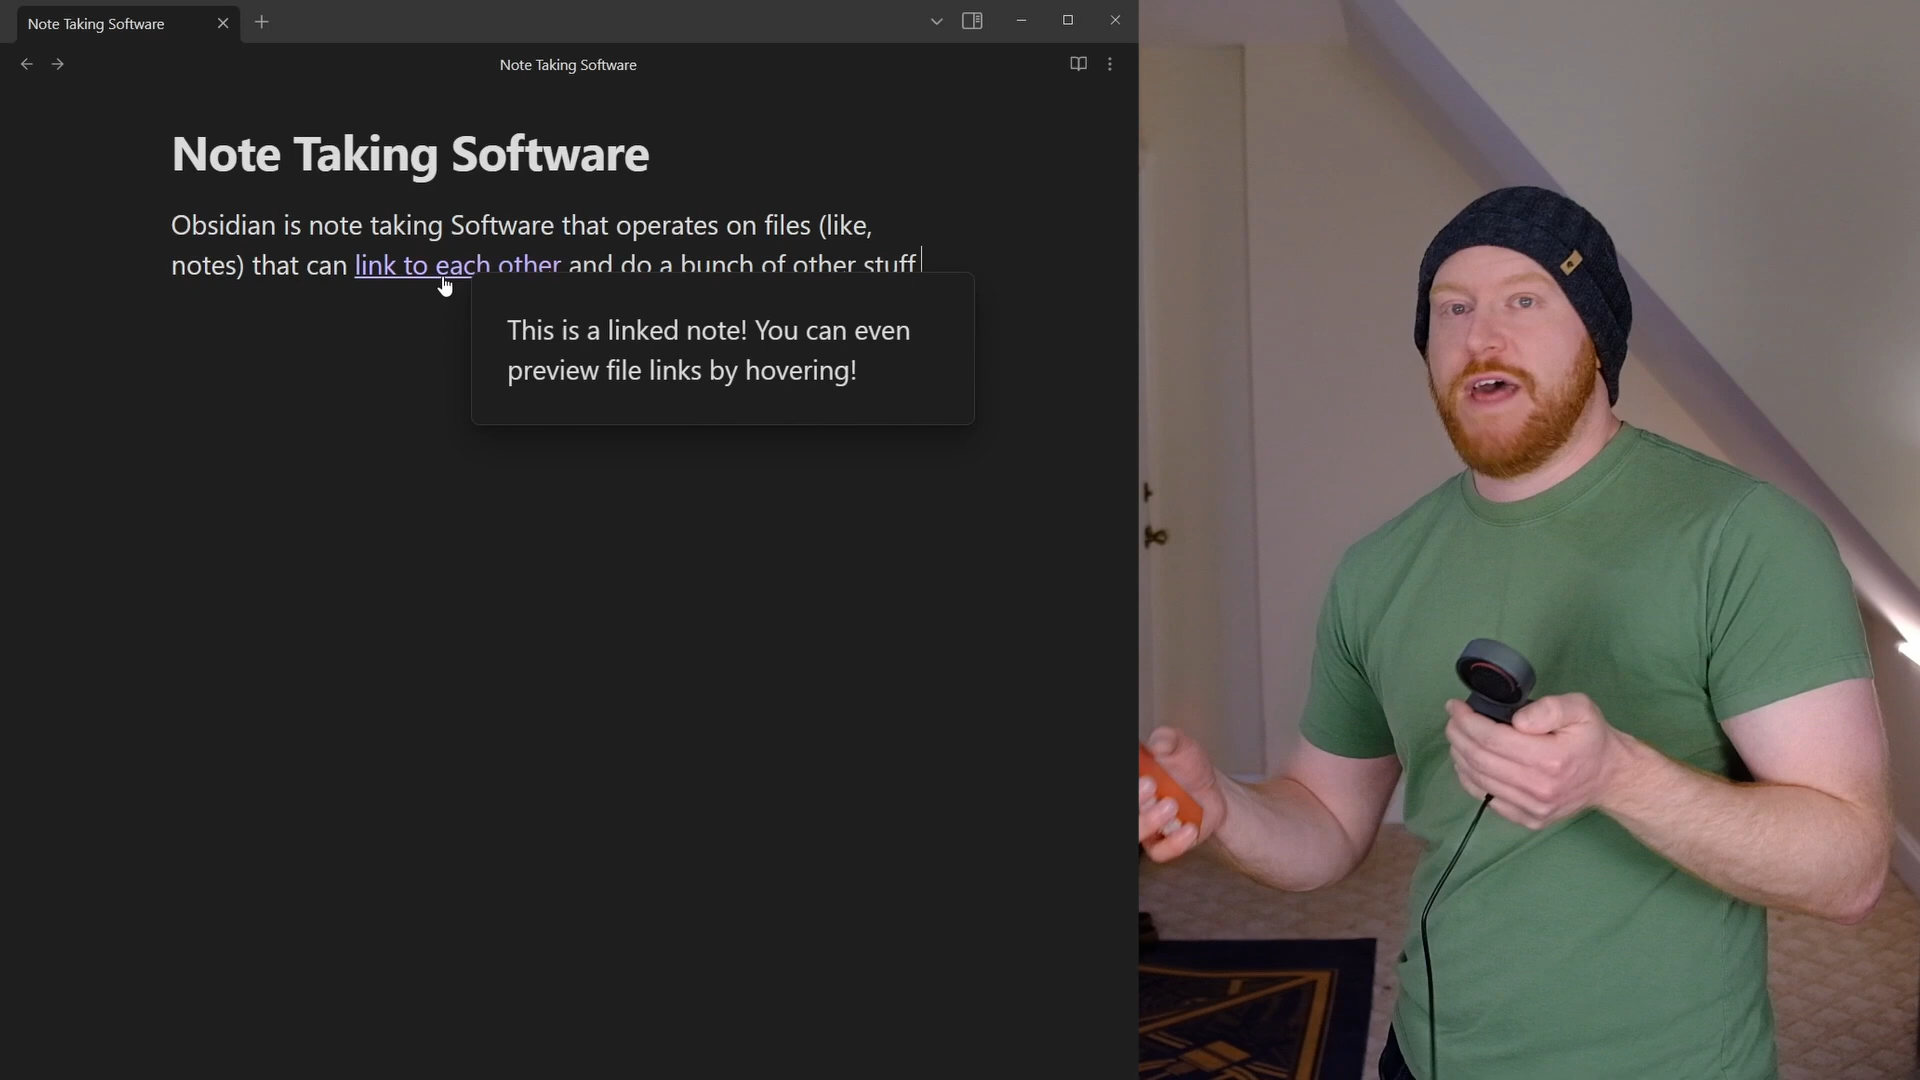 Note Taking Software
Note Taking Software
Note Taking Software
Obsidian is note taking Software that operates on files (like,
notes) that can link to each other and do a bunch of other stuff
This is a linked note! You can even
preview file links by hovering!